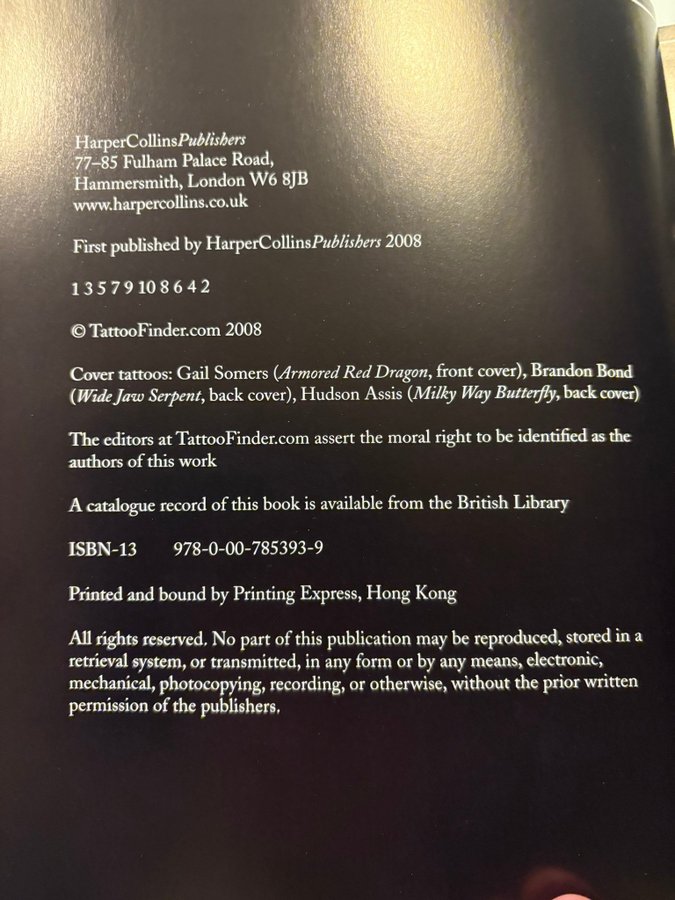 HarperCollinsPublishers
77–85 Fulham Palace Road,
Hammersmith, London W6 8JB
www.harpercollins.co.uk
First published by HarperCollinsPublishers 2008
1 3 5 7 9 10 8 6 4 2
© TattooFinder.com 2008
Cover tattoos: Gail Somers (Armored Red Dragon, front cover), Brandon Bond
(Wide Jaw Serpent, back cover), Hudson Assis (Milky Way Butterfly, back cover)
The editors at TattooFinder.com assert the moral right to be identified as the
authors of this work
A catalogue record of this book is available from the British Library
ISBN-13 978-0-00-785393-9
Printed and bound by Printing Express, Hong Kong
All rights reserved. No part of this publication may be reproduced, stored in a
retrieval system, or transmitted, in any form or by any means, electronic,
mechanical, photocopying, recording, or otherwise, without the prior written
permission of the publishers.